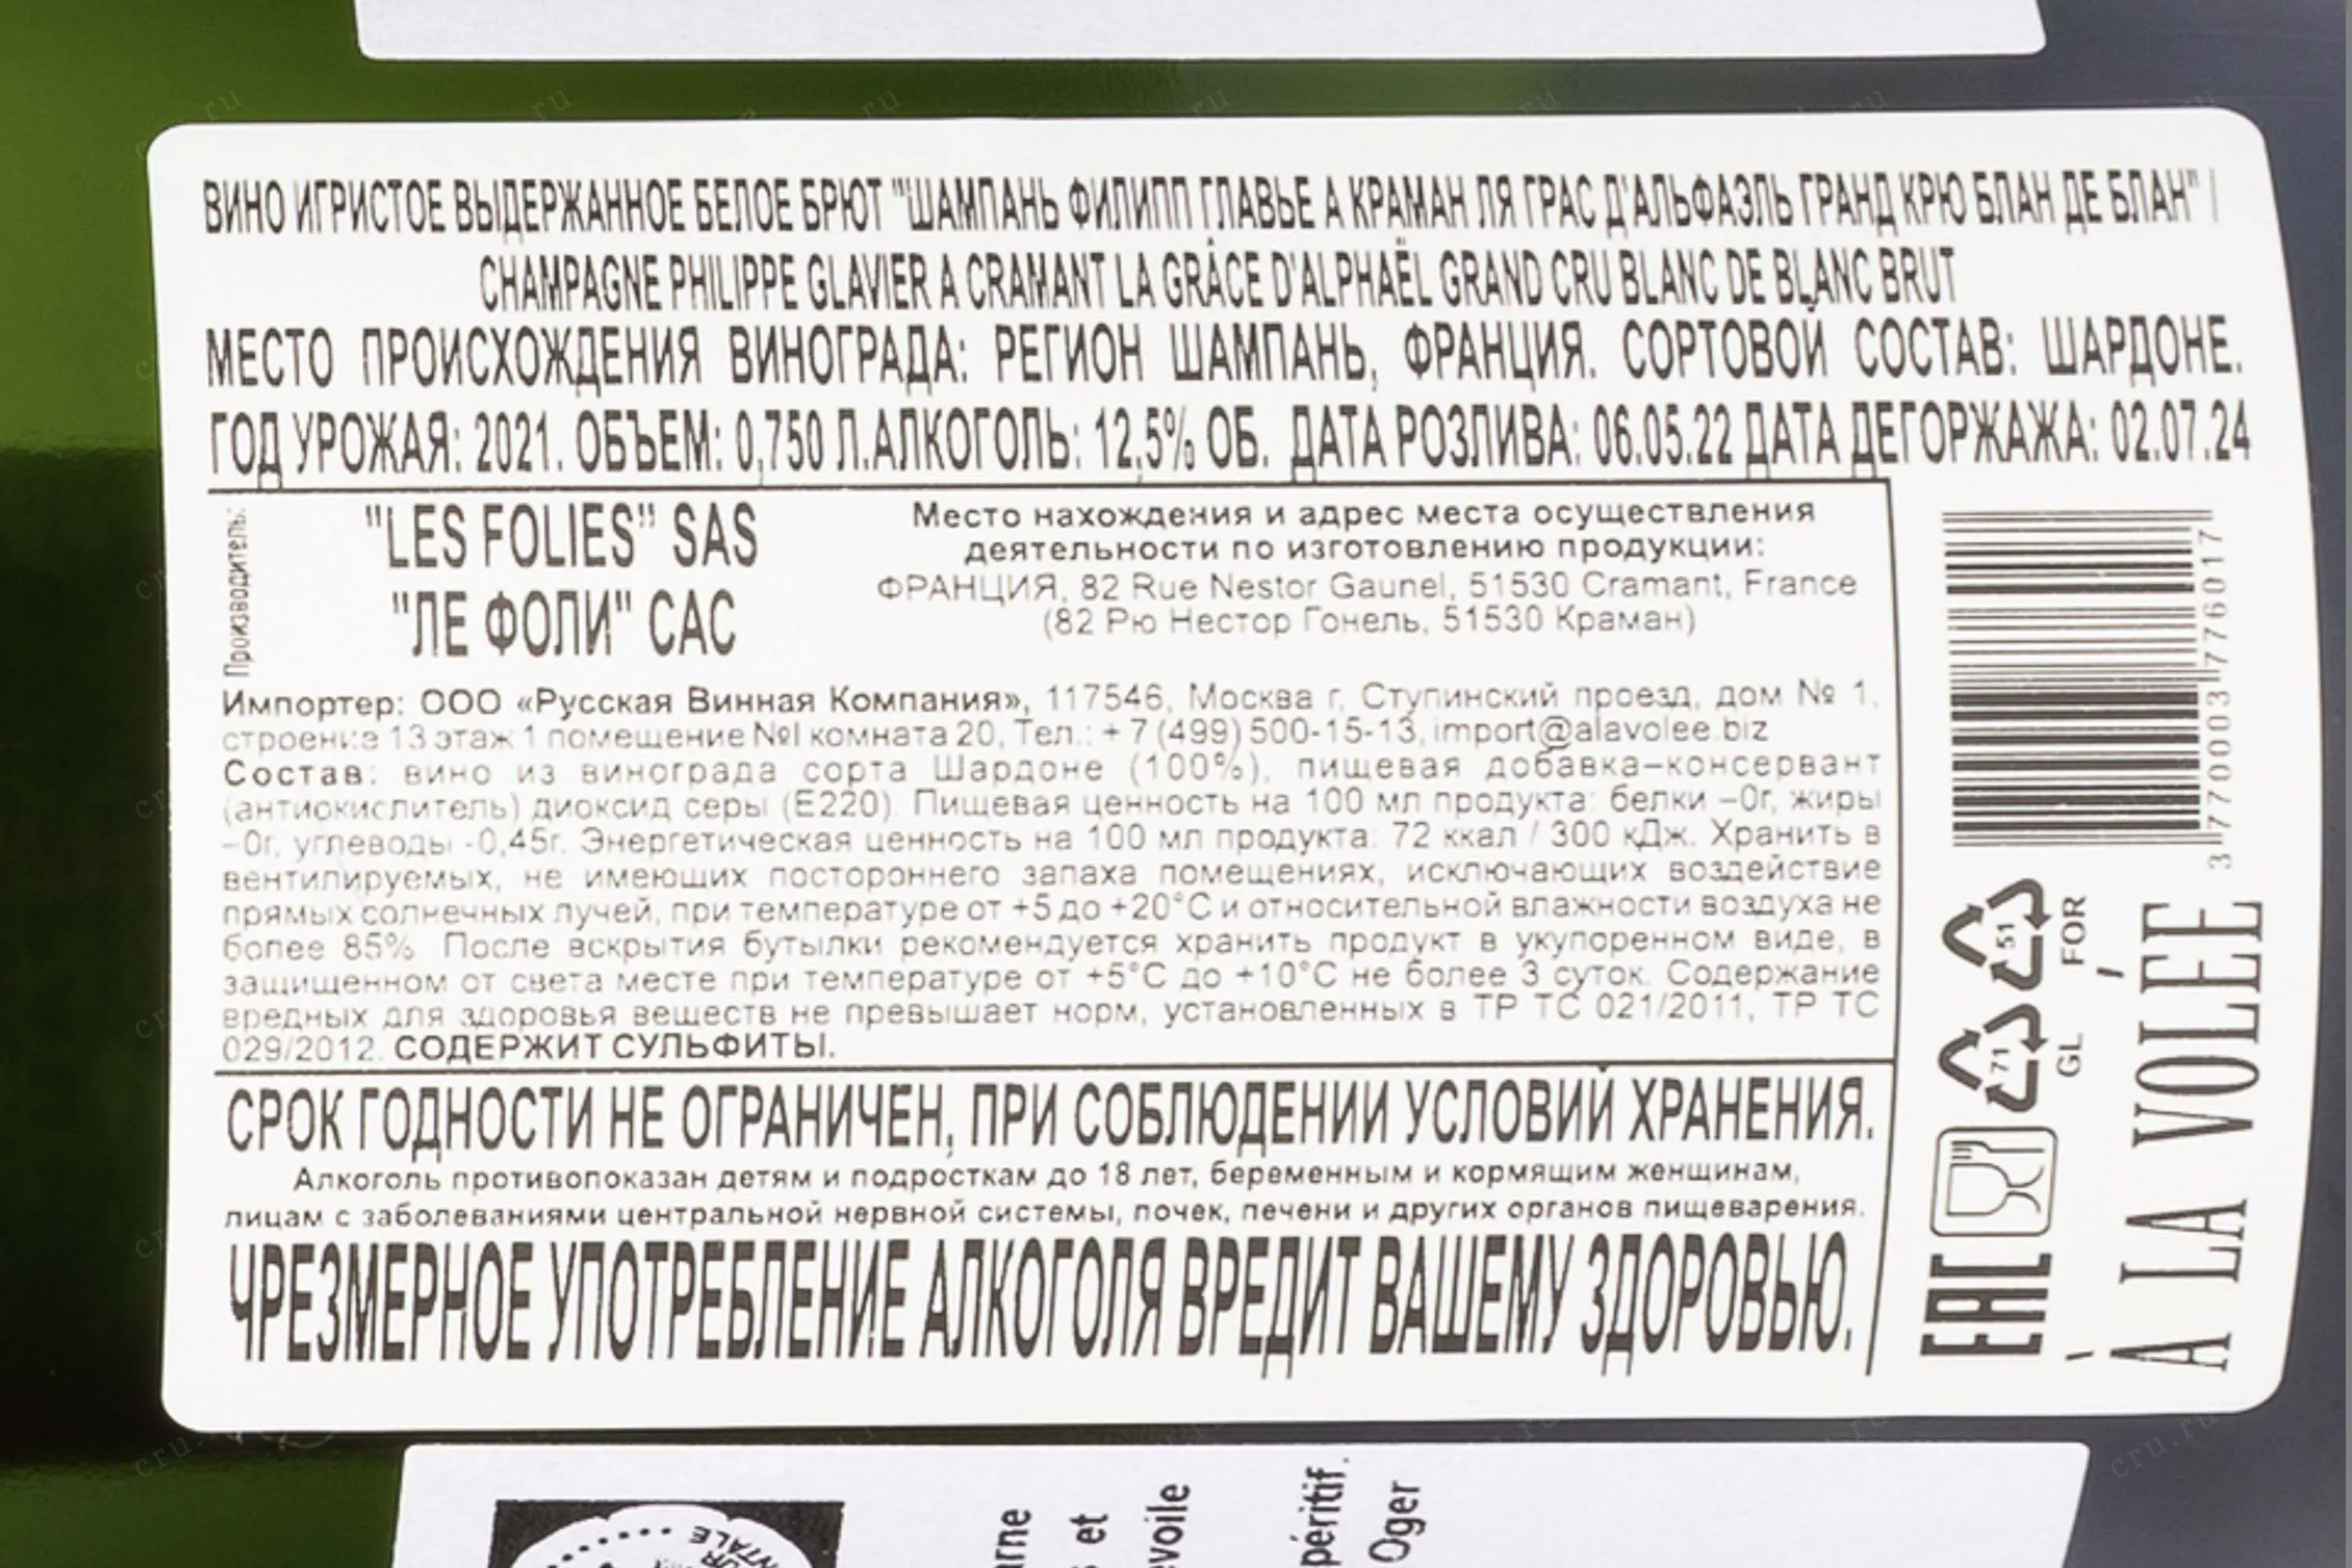 ВИНО ИГРИСТОЕ ВЫДЕРЖАННОЕ БЕЛОЕ БРЮТ "'ШАМПАНЬ ФИЛИПП ГЛАВЬЕ А КРАМАН ЛЯ ГРАС Д'АЛЬФАЭЛЬ ГРАНД КРЮ БЛАН ДЕ БЛАН" /
CHAMPAGNE PHILIPPE GLAVIER A CRAMANT LA GRÂCE D'ALPHAËL GRAND CRU BLANC DE BLANC BRUT
МЕСТО ПРОИСХОЖДЕНИЯ ВИНОГРАДА: РЕГИОН ШАМПАНЬ, ФРАНЦИЯ. СОРТОВОЙ СОСТАВ: ШАРДОНЕ.
ГОД УРОЖАЯ: 2021. ОБЪЕМ: 0,750 Л.АЛКОГОЛЬ: 12,5% ОБ. ДАТА РОЗЛИВА: 06.05.22 ДАТА ДЕГОРЖАЖА: 02.07.24
Производитель:
"LES FOLIES" SAS
"ЛЕ ФОЛИ" САС
Место нахождения и адрес места осуществления
деятельности по изготовлению продукции:
ФРАНЦИЯ, 82 Rue Nestor Gaunel, 51530 Cramant, France
(82 Рю Нестор Гонель, 51530 Краман)
Импортер: ООО «Русская Винная Компания», 117546, Москва г, Ступинский проезд, дом № 1,
строение 13 этаж 1 помещение №I комната 20, Тел.: + 7 (499) 500-15-13, import@alavolee.biz
Состав: вино из винограда сорта Шардоне (100%), пищевая добавка–консервант
(антиокислитель) диоксид серы (Е220). Пищевая ценность на 100 мл продукта: белки –0г, жиры
–0г, углеводы -0,45г. Энергетическая ценность на 100 мл продукта: 72 ккал / 300 кДж. Хранить в
вентилируемых, не имеющих постороннего запаха помещениях, исключающих воздействие
прямых солнечных лучей, при температуре от +5 до +20°С и относительной влажности воздуха не
более 85%. После вскрытия бутылки рекомендуется хранить продукт в укупоренном виде, в
защищенном от света месте при температуре от +5°С до +10°С не более 3 суток. Содержание
вредных для здоровья веществ не превышает норм, установленных в ТР ТС 021/2011, ТР ТС
029/2012. СОДЕРЖИТ СУЛЬФИТЫ.
СРОК ГОДНОСТИ НЕ ОГРАНИЧЕН, ПРИ СОБЛЮДЕНИИ УСЛОВИЙ ХРАНЕНИЯ.
Алкоголь противопоказан детям и подросткам до 18 лет, беременным и кормящим женщинам,
лицам с заболеваниями центральной нервной системы, почек, печени и других органов пищеварения.
ЧРЕЗМЕРНОЕ УПОТРЕБЛЕНИЕ АЛКОГОЛЯ ВРЕДИТ ВАШЕМУ ЗДОРОВЬЮ.
3 770003 776017
51
FOR
71
GL
EAC
À LA VOLÉE
et
péritif.
Oger
cru.ru